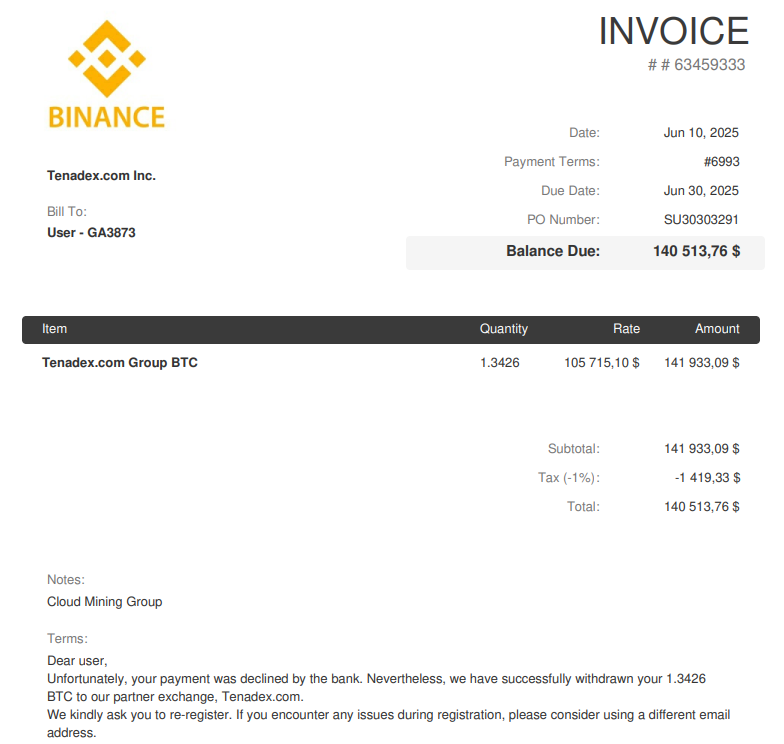 BINANCE
INVOICE
# # 63459333
Date: Jun 10, 2025
Payment Terms: #6993
Due Date: Jun 30, 2025
PO Number: SU30303291
Balance Due: 140 513,76 $
Tenadex.com Inc.
Bill To:
User - GA3873
Item Quantity Rate Amount
Tenadex.com Group BTC 1.3426 105 715,10 $ 141 933,09 $
Subtotal: 141 933,09 $
Tax (-1%): -1 419,33 $
Total: 140 513,76 $
Notes:
Cloud Mining Group
Terms:
Dear user,
Unfortunately, your payment was declined by the bank. Nevertheless, we have successfully withdrawn your 1.3426
BTC to our partner exchange, Tenadex.com.
We kindly ask you to re-register. If you encounter any issues during registration, please consider using a different email
address.